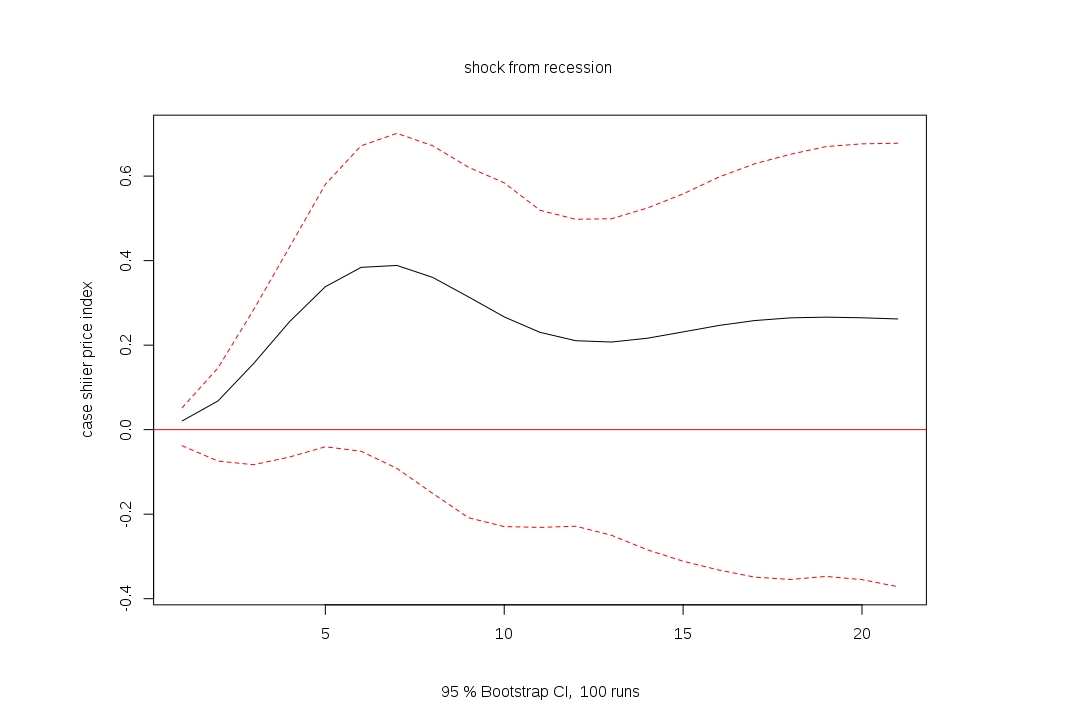 shock from recession
case shiier price index
0.6
0.4
0.2
0.0
-0.2
-0.4
5 10 15 20
95 % Bootstrap CI, 100 runs